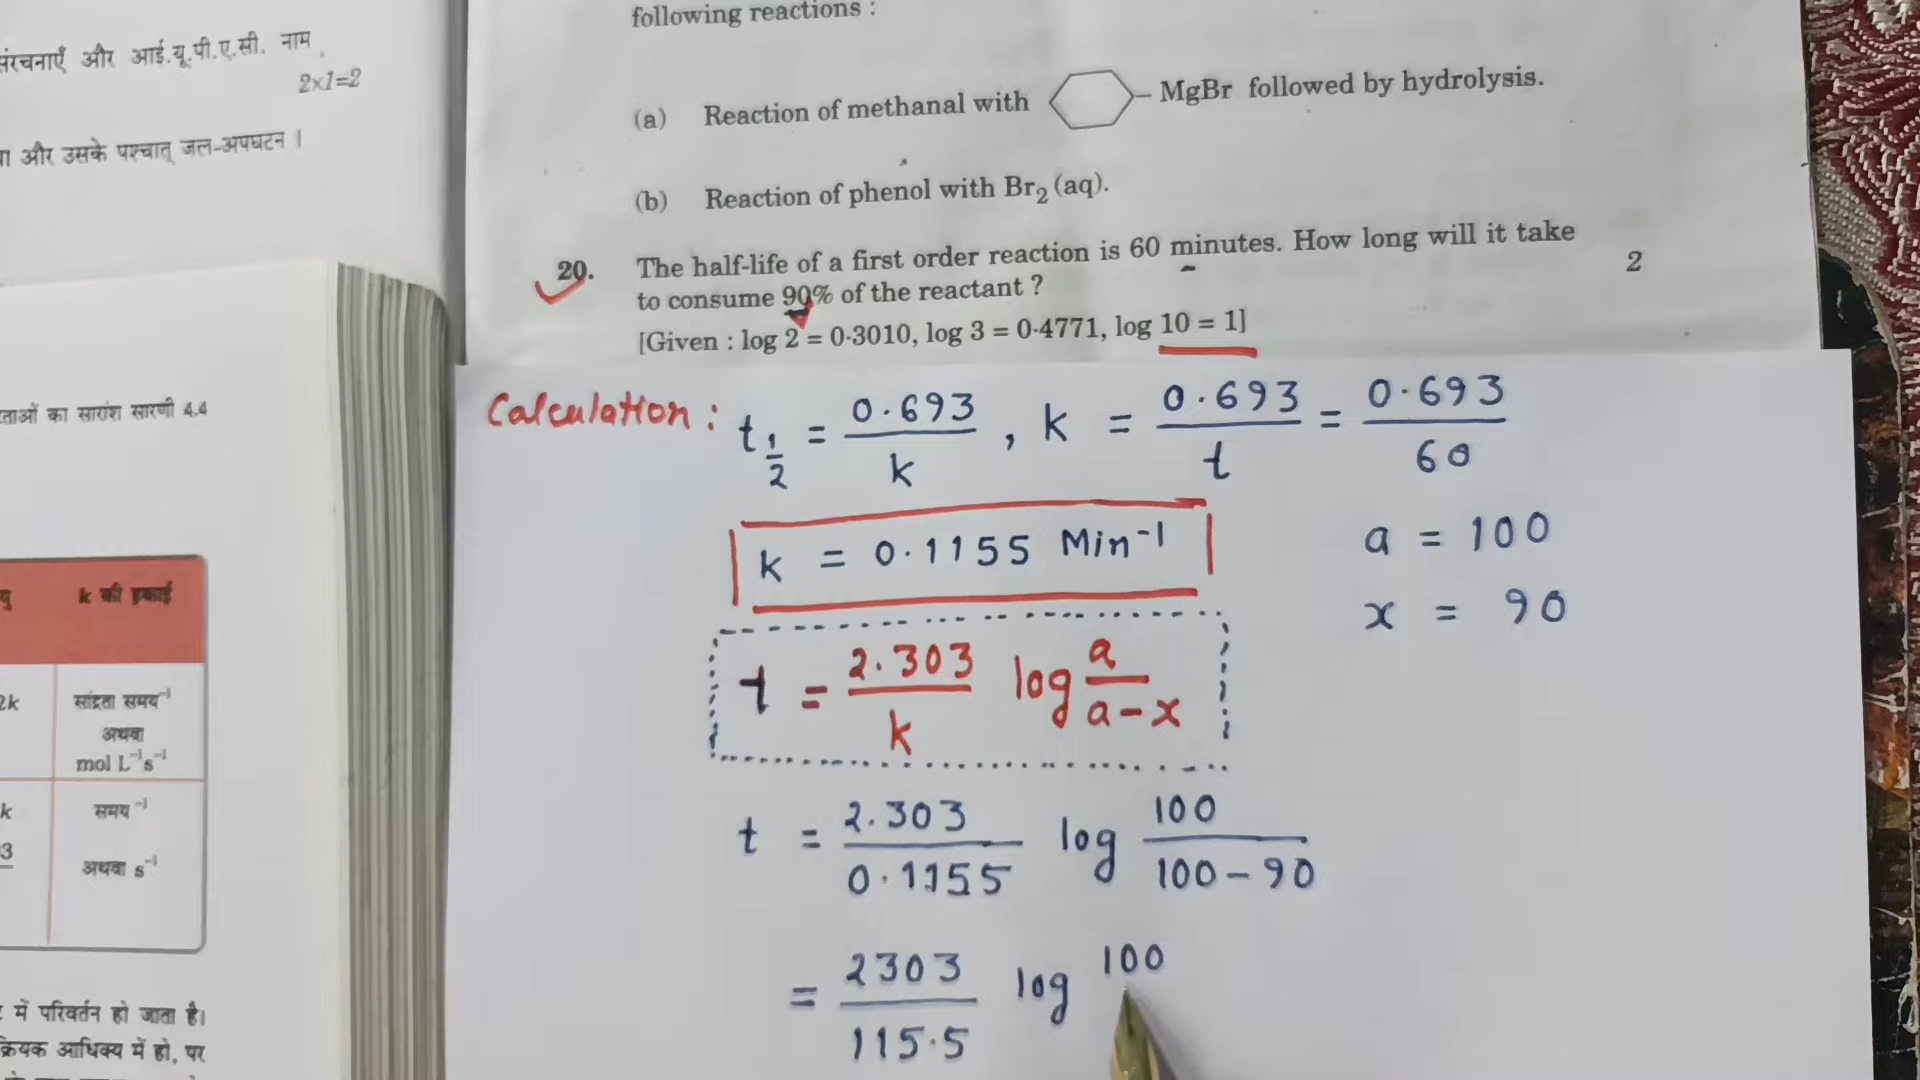 संरचनाएँ और आई.यू.पी.ए.सी. नाम
2×1=2
और उसके पश्चात् जल-अपघटन ।
का सारांश सारणी 4.4
k की इकाई
2k
सांद्रता समय⁻¹
अथवा
mol L⁻¹s⁻¹
k
समय⁻¹
3
अथवा s⁻¹
में परिवर्तन हो जाता है।
आधिक्य में हो, पर
following reactions :
(a) Reaction of methanal with – MgBr followed by hydrolysis.
(b) Reaction of phenol with Br₂ (aq).
20. The half-life of a first order reaction is 60 minutes. How long will it take 2
to consume 90% of the reactant ?
[Given : log 2 = 0·3010, log 3 = 0·4771, log 10 = 1]
Calculation : t 1/2 = 0.693/k , k = 0.693/t = 0.693/60
k = 0.1155 Min⁻¹
a = 100
x = 90
t = 2.303/k log a/a-x
t = 2.303/0.1155 log 100/100-90
= 2303/115.5 log 100